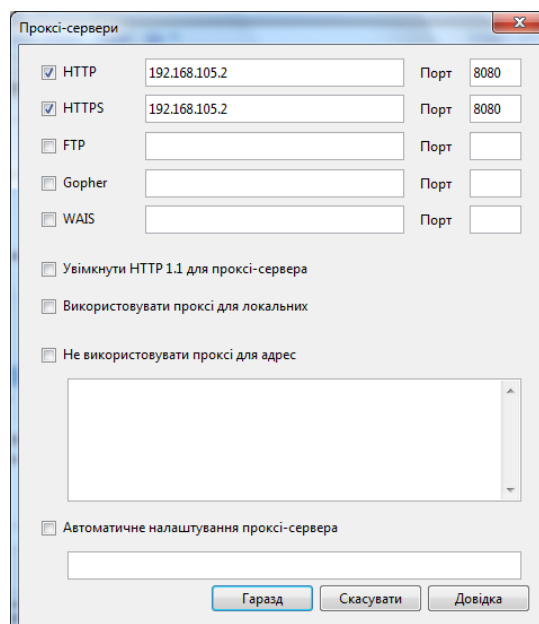 Проксі-сервери
HTTP 192.168.105.2 Порт 8080
HTTPS 192.168.105.2 Порт 8080
FTP Порт
Gopher Порт
WAIS Порт
Увімкнути HTTP 1.1 для проксі-сервера
Використовувати проксі для локальних
Не використовувати проксі для адрес
Автоматичне налаштування проксі-сервера
Гаразд Скасувати Довідка